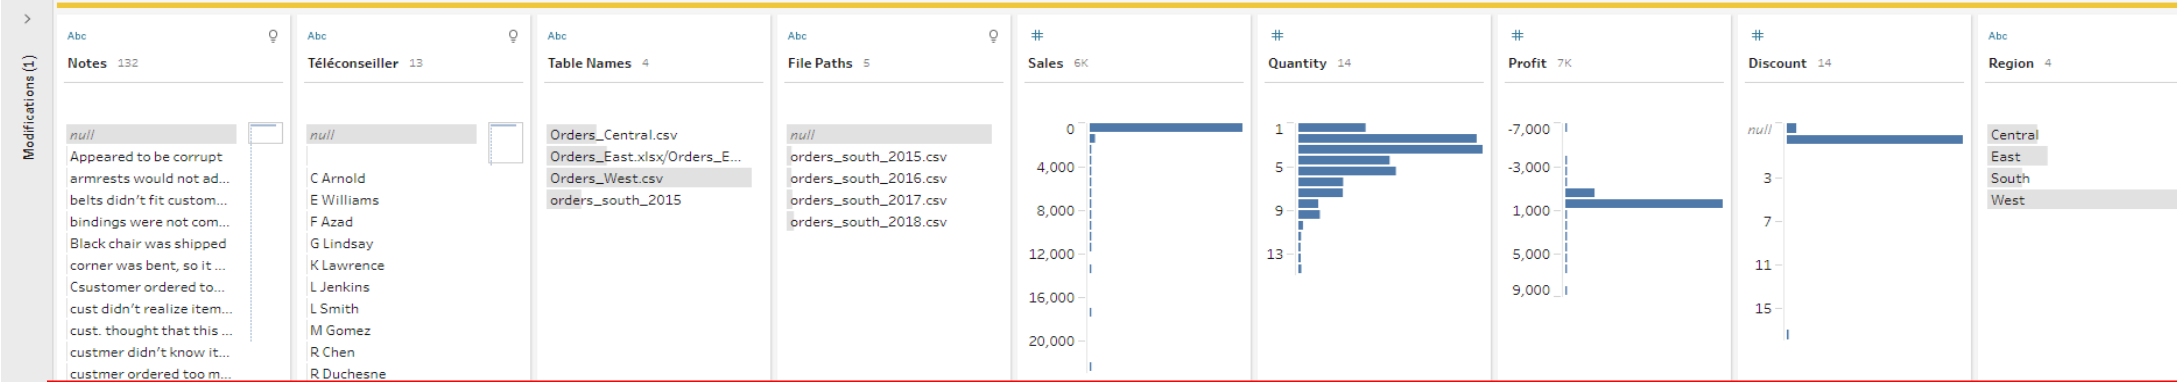 Modifications (1)
Abc
Notes 132
null
Appeared to be corrupt
armrests would not ad...
belts didn't fit custom...
bindings were not com...
Black chair was shipped
corner was bent, so it ...
Csustomer ordered to...
cust didn't realize item...
cust. thought that this ...
custmer didn't know it...
custmer ordered too m...
Abc
Téléconseiller 13
null
C Arnold
E Williams
F Azad
G Lindsay
K Lawrence
L Jenkins
L Smith
M Gomez
R Chen
R Duchesne
Abc
Table Names 4
Orders_Central.csv
Orders_East.xlsx/Orders_E...
Orders_West.csv
orders_south_2015
Abc
File Paths 5
null
orders_south_2015.csv
orders_south_2016.csv
orders_south_2017.csv
orders_south_2018.csv
#
Sales 6K
0
4,000
8,000
12,000
16,000
20,000
#
Quantity 14
1
5
9
13
#
Profit 7K
-7,000
-3,000
1,000
5,000
9,000
#
Discount 14
null
3
7
11
15
Abc
Region 4
Central
East
South
West